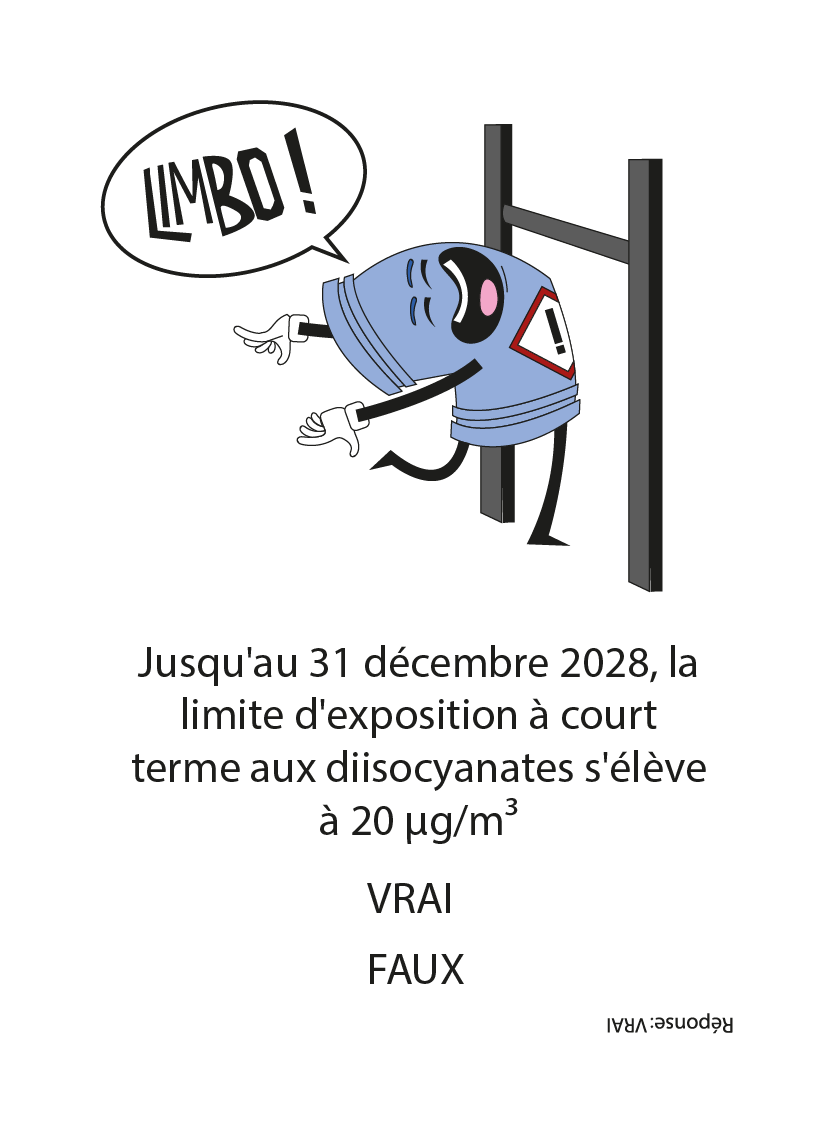 LIMBO !
!
Jusqu'au 31 décembre 2028, la
limite d'exposition à court
terme aux diisocyanates s'élève
à 20 µg/m³
VRAI
FAUX
Réponse: VRAI